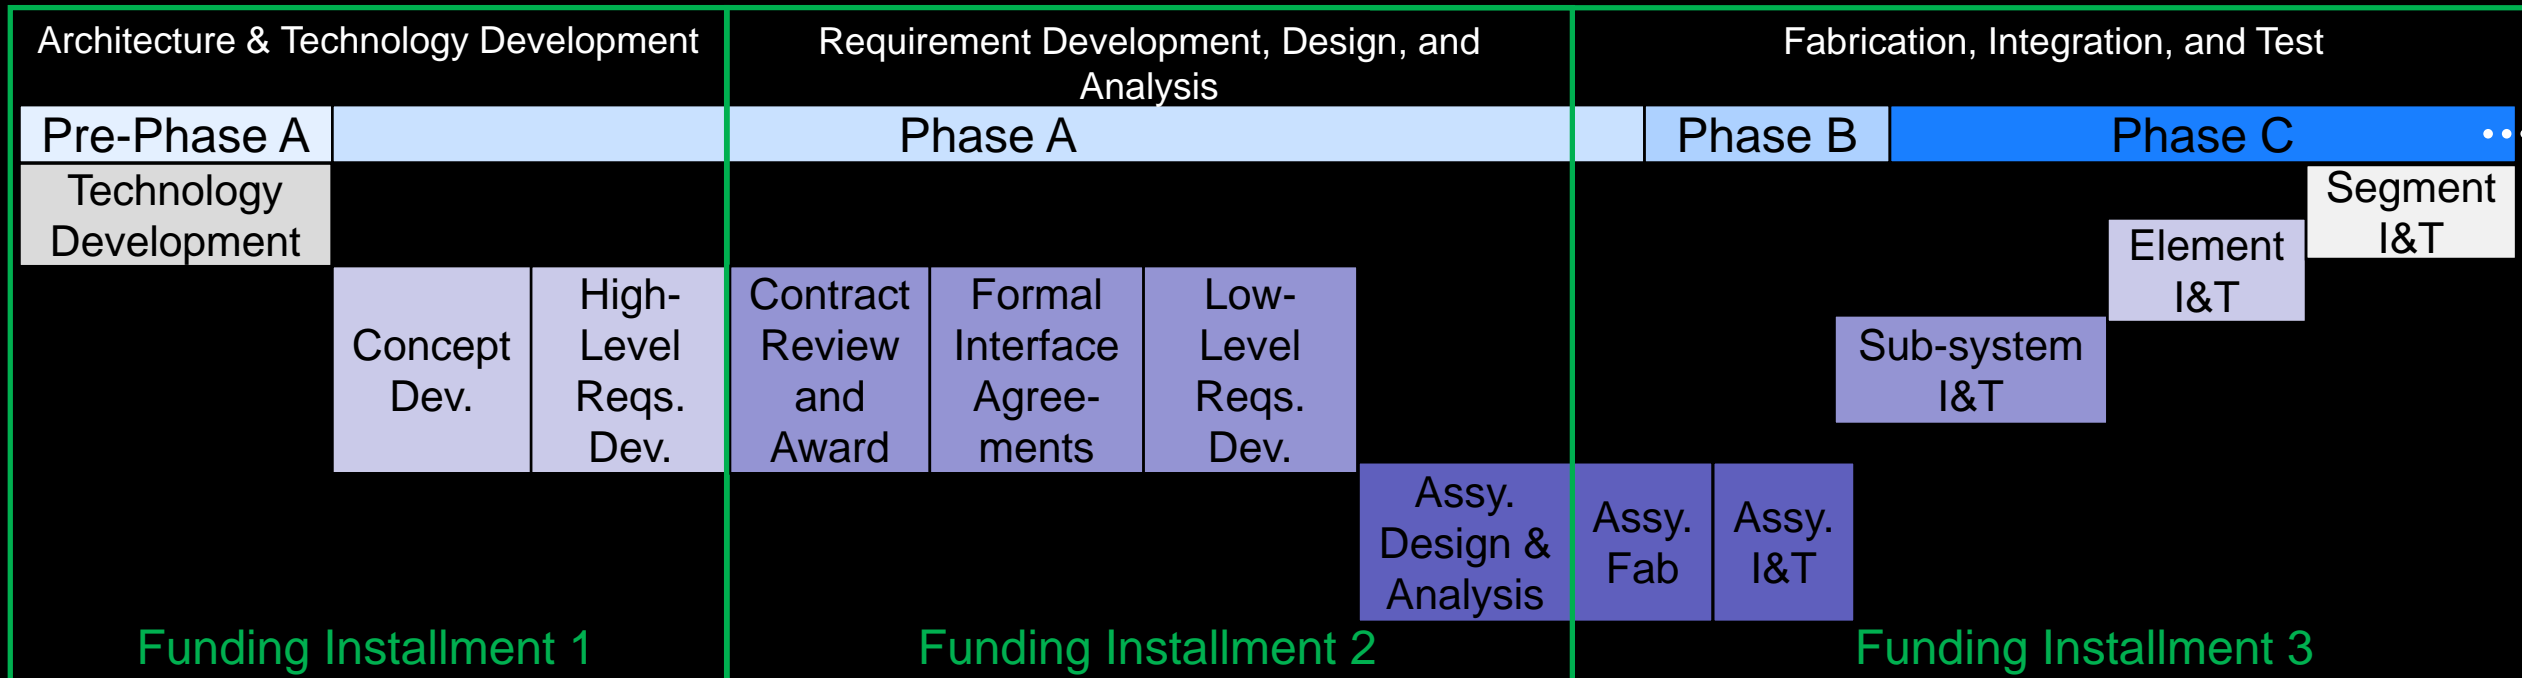 Architecture & Technology Development
Requirement Development, Design, and
Analysis
Fabrication, Integration, and Test
Pre-Phase A
Phase A
Phase B
Phase C
...
Technology
Development
Concept
Dev.
High-
Level
Reqs.
Dev.
Contract
Review
and
Award
Formal
Interface
Agree-
ments
Low-
Level
Reqs.
Dev.
Assy.
Design &
Analysis
Assy.
Fab
Assy.
I&T
Sub-system
I&T
Element
I&T
Segment
I&T
Funding Installment 1
Funding Installment 2
Funding Installment 3